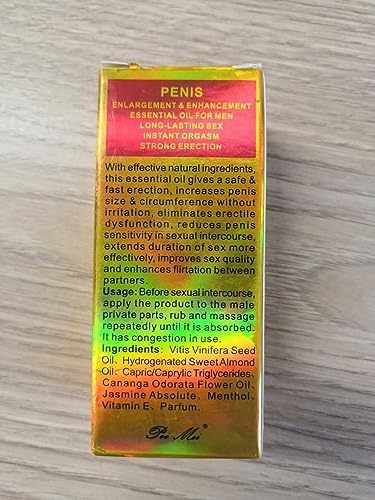 PENIS
ENLARGEMENT & ENHANCEMENT
ESSENTIAL OIL FOR MEN
LONG-LASTING SEX
INSTANT ORGASM
STRONG ERECTION
With effective natural ingredients,
this essential oil gives a safe &
fast erection, increases penis
size & circumference without
irritation, eliminates erectile
dysfunction, reduces penis
sensitivity in sexual intercourse,
extends duration of sex more
effectively, improves sex quality
and enhances flirtation between
partners.
Usage: Before sexual intercourse,
apply the product to the male
private parts, rub and massage
repeatedly until it is absorbed.
It has congestion in use.
Ingredients: Vitis Vinifera Seed
Oil、Hydrogenated Sweet Almond
Oil、Capric/Caprylic Triglycerides、
Cananga Odorata Flower Oil、
Jasmine Absolute、Menthol、
Vitamin E、Parfum.
Pei Mei